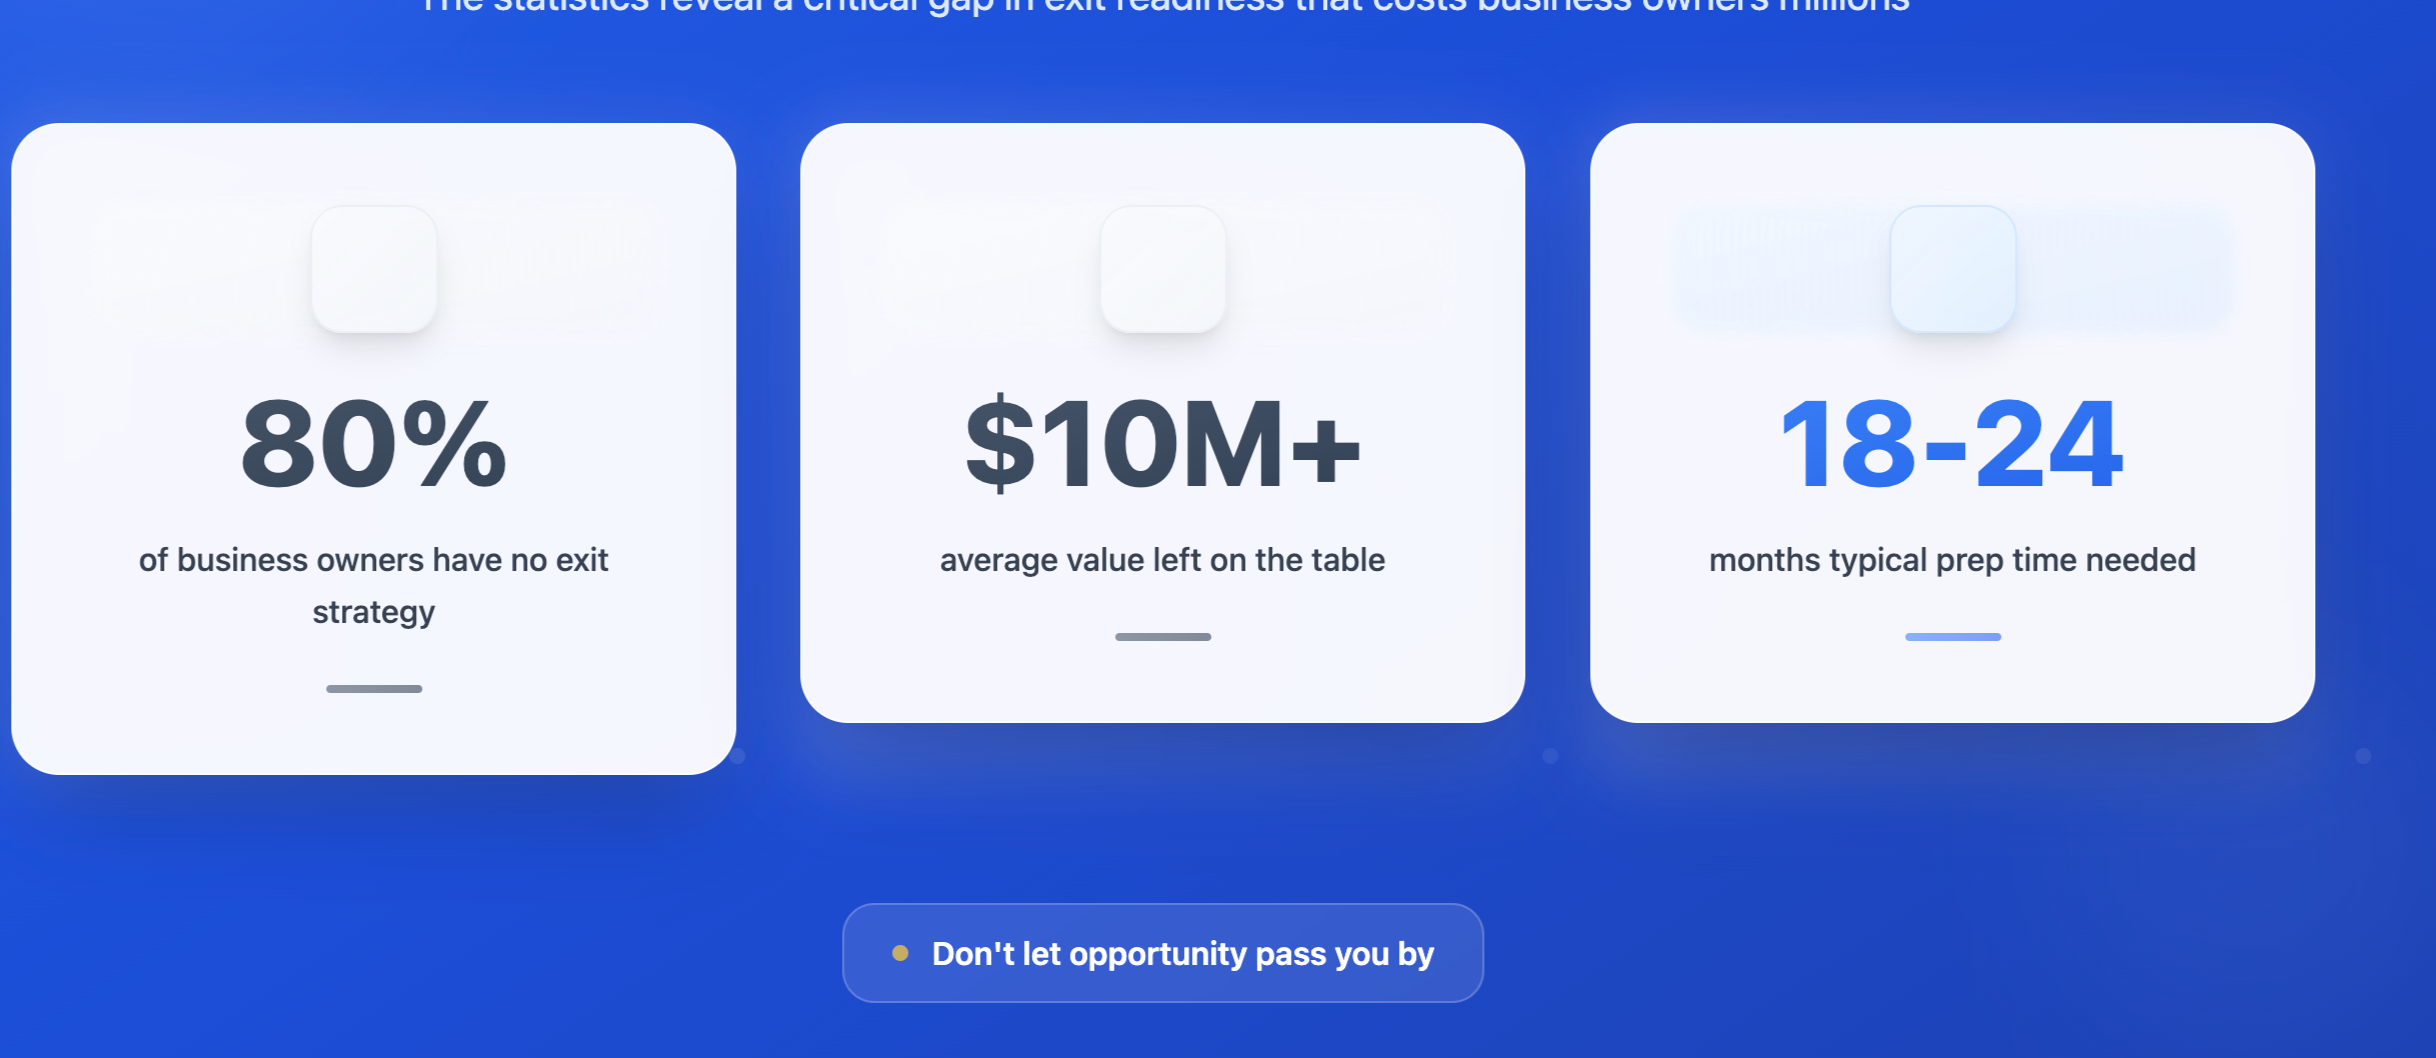 The statistics reveal a critical gap in exit readiness that costs business owners millions
80%
of business owners have no exit
strategy
$10M+
average value left on the table
18-24
months typical prep time needed
Don't let opportunity pass you by